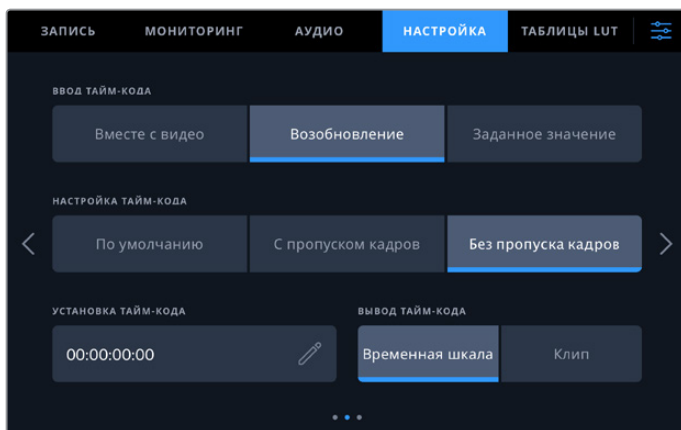 ЗАПИСЬ МОНИТОРИНГ АУДИО НАСТРОЙКА ТАБЛИЦЫ LUT
ВВОД ТАЙМ-КОДА
Вместе с видео Возобновление Заданное значение
НАСТРОЙКА ТАЙМ-КОДА
По умолчанию С пропуском кадров Без пропуска кадров
УСТАНОВКА ТАЙМ-КОДА ВЫВОД ТАЙМ-КОДА
00:00:00:00 Временная шкала Клип